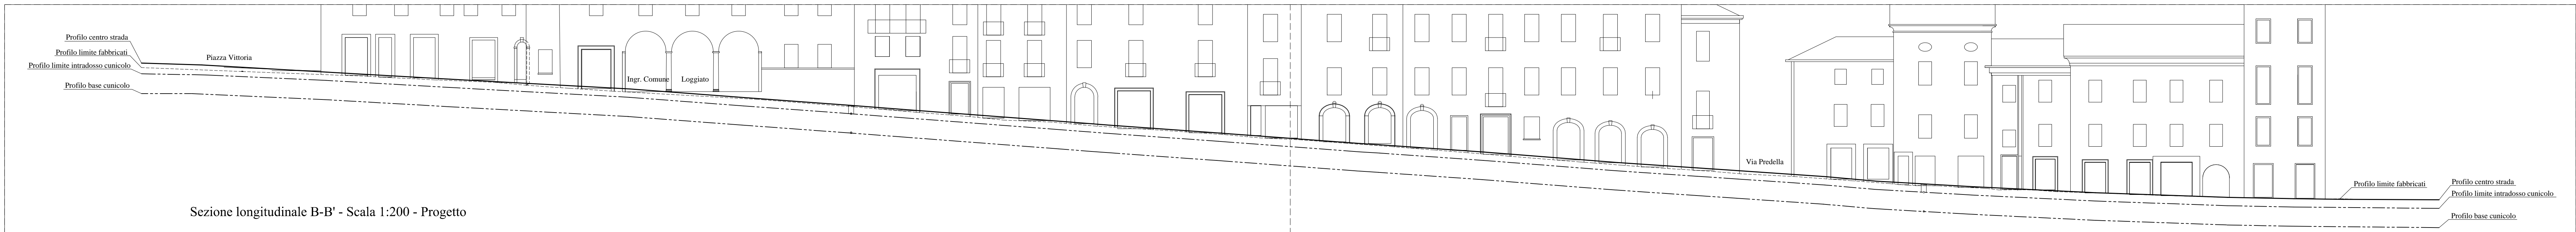 Profilo centro strada
Profilo limite fabbricati
Profilo limite intradosso cunicolo
Profilo base cunicolo
Piazza Vittoria
Ingr. Comune
Loggiato
Via Predella
Profilo limite fabbricati
Profilo centro strada
Profilo limite intradosso cunicolo
Profilo base cunicolo
Sezione longitudinale B-B' - Scala 1:200 - Progetto